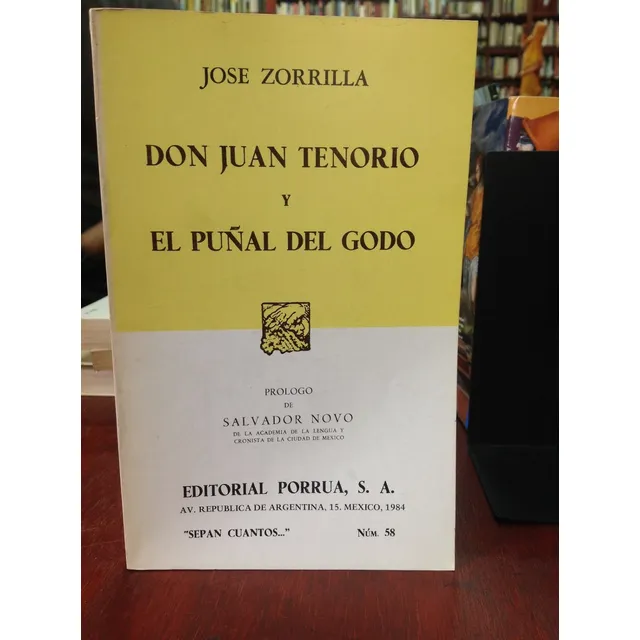 JOSE ZORRILLA
DON JUAN TENORIO
Y
EL PUÑAL DEL GODO
PROLOGO
DE
SALVADOR NOVO
DE LA ACADEMIA DE LA LENGUA Y
CRONISTA DE LA CIUDAD DE MEXICO
EDITORIAL PORRUA, S. A.
AV. REPUBLICA DE ARGENTINA, 15. MEXICO, 1984
"SEPAN CUANTOS..." NÚM. 58